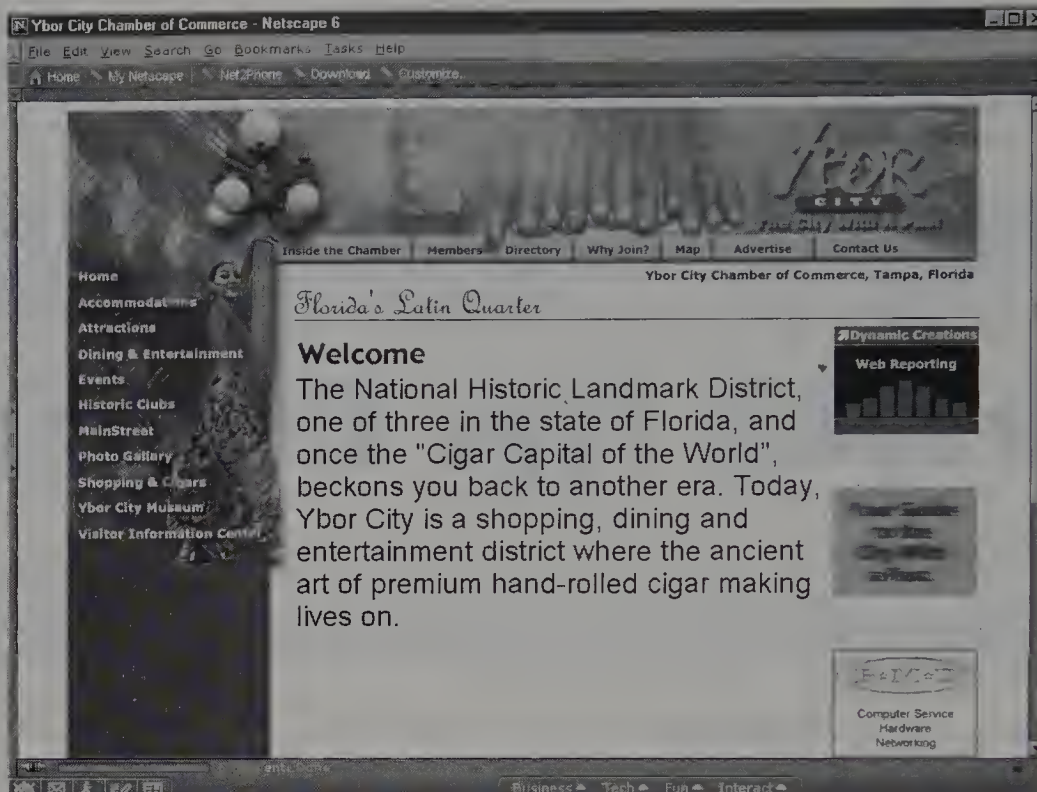 Ybor City Chamber of Commerce - Netscape 6
File Edit View Search Go Bookmarks Tasks Help
Home My Netscape Net2Phone Download Customize...
YBOR
CITY
Inside the Chamber Members Directory Why Join? Map Advertise Contact Us
Ybor City Chamber of Commerce, Tampa, Florida
Home
Accommodations
Attractions
Dining & Entertainment
Events
Historic Clubs
MainStreet
Photo Gallery
Shopping & Cigars
Ybor City Museum
Visitor Information Center
Florida's Latin Quarter
Welcome
The National Historic Landmark District,
one of three in the state of Florida, and
once the "Cigar Capital of the World",
beckons you back to another era. Today,
Ybor City is a shopping, dining and
entertainment district where the ancient
art of premium hand-rolled cigar making
lives on.
Dynamic Creations
Web Reporting
Computer Service
Hardware
Networking
Business Tech Fun Interact